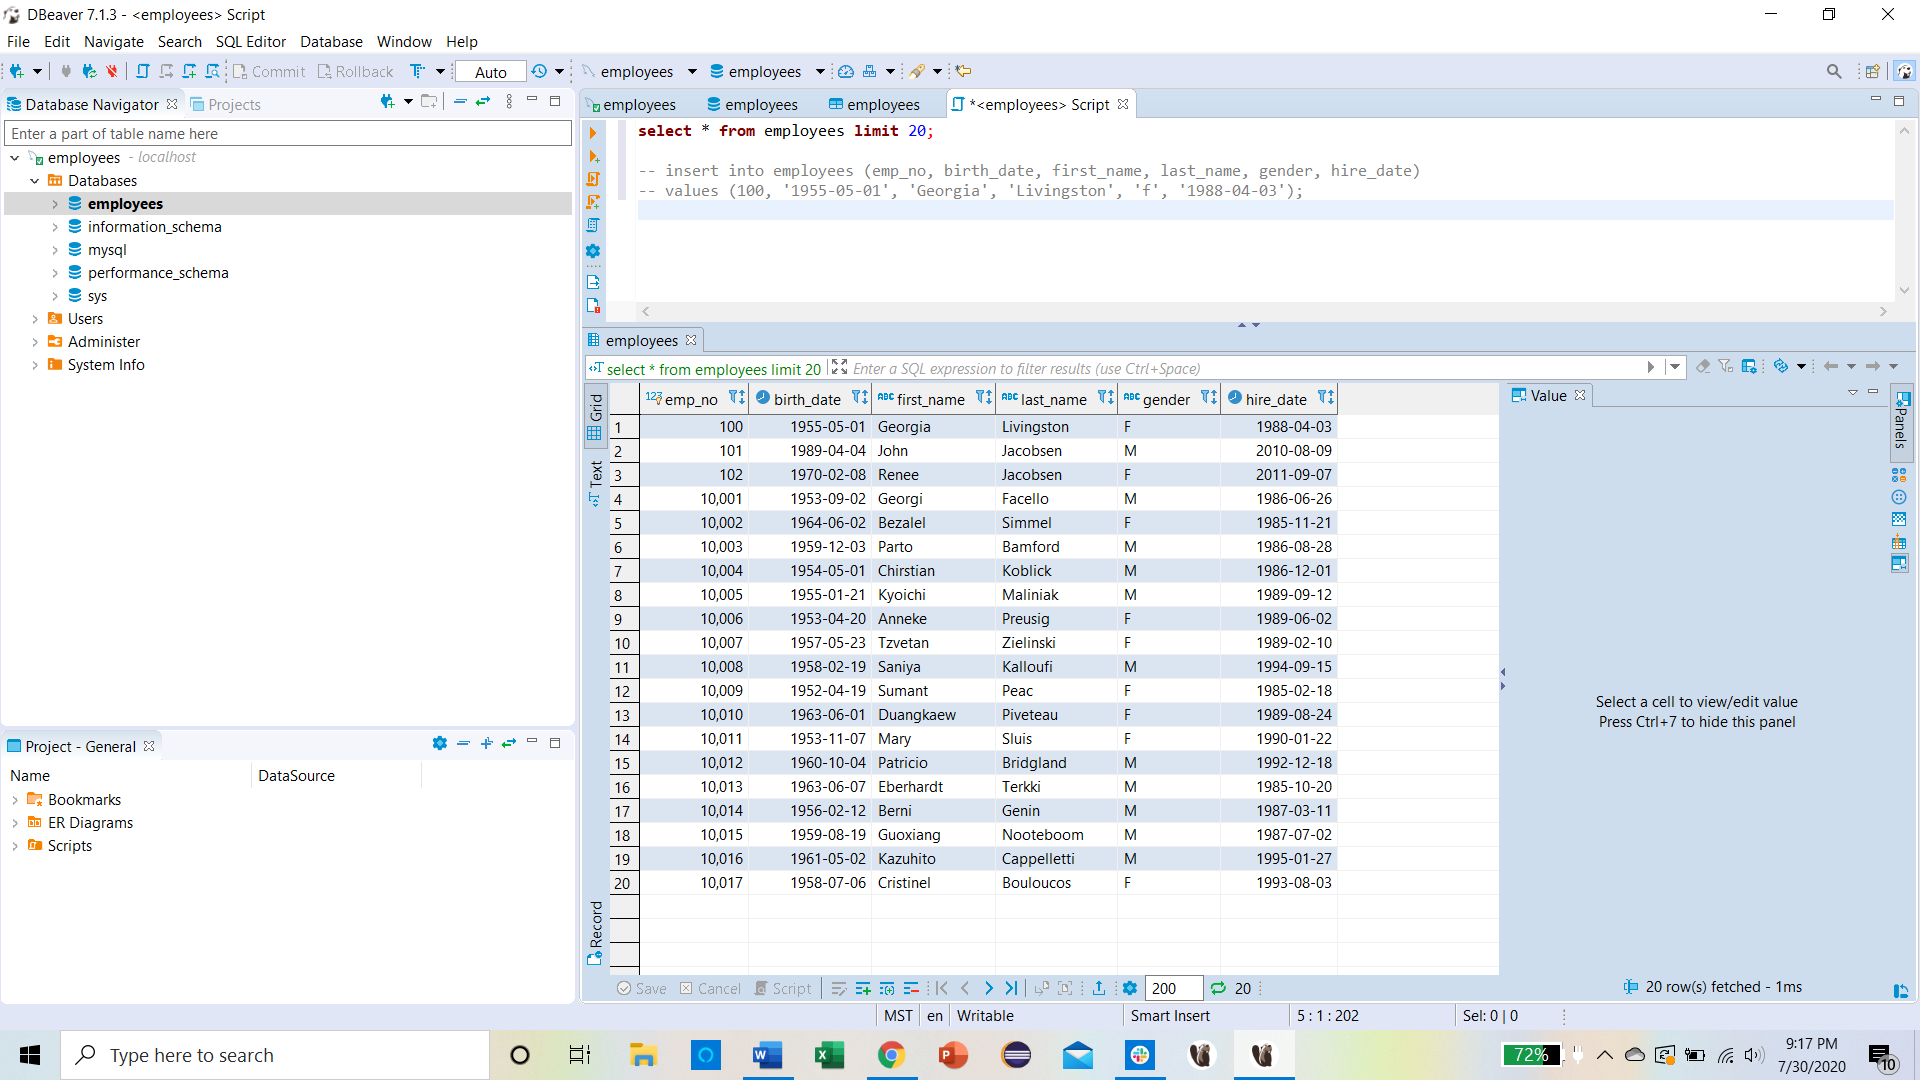 DBeaver 7.1.3 - <employees> Script
File Edit Navigate Search SQL Editor Database Window Help
Commit Rollback Auto employees employees
Database Navigator Projects
Enter a part of table name here
employees - localhost
Databases
employees
information_schema
mysql
performance_schema
sys
Users
Administer
System Info
Project - General
Name DataSource
Bookmarks
ER Diagrams
Scripts
employees employees employees *<employees> Script
select * from employees limit 20;
-- insert into employees (emp_no, birth_date, first_name, last_name, gender, hire_date)
-- values (100, '1955-05-01', 'Georgia', 'Livingston', 'f', '1988-04-03');
employees
select * from employees limit 20 Enter a SQL expression to filter results (use Ctrl+Space)
Grid
Text
Record
123 emp_no birth_date ABC first_name ABC last_name ABC gender hire_date
1 100 1955-05-01 Georgia Livingston F 1988-04-03
2 101 1989-04-04 John Jacobsen M 2010-08-09
3 102 1970-02-08 Renee Jacobsen F 2011-09-07
4 10,001 1953-09-02 Georgi Facello M 1986-06-26
5 10,002 1964-06-02 Bezalel Simmel F 1985-11-21
6 10,003 1959-12-03 Parto Bamford M 1986-08-28
7 10,004 1954-05-01 Chirstian Koblick M 1986-12-01
8 10,005 1955-01-21 Kyoichi Maliniak M 1989-09-12
9 10,006 1953-04-20 Anneke Preusig F 1989-06-02
10 10,007 1957-05-23 Tzvetan Zielinski F 1989-02-10
11 10,008 1958-02-19 Saniya Kalloufi M 1994-09-15
12 10,009 1952-04-19 Sumant Peac F 1985-02-18
13 10,010 1963-06-01 Duangkaew Piveteau F 1989-08-24
14 10,011 1953-11-07 Mary Sluis F 1990-01-22
15 10,012 1960-10-04 Patricio Bridgland M 1992-12-18
16 10,013 1963-06-07 Eberhardt Terkki M 1985-10-20
17 10,014 1956-02-12 Berni Genin M 1987-03-11
18 10,015 1959-08-19 Guoxiang Nooteboom M 1987-07-02
19 10,016 1961-05-02 Kazuhito Cappelletti M 1995-01-27
20 10,017 1958-07-06 Cristinel Bouloucos F 1993-08-03
Value
Panels
Select a cell to view/edit value
Press Ctrl+7 to hide this panel
Save Cancel Script 200 20
20 row(s) fetched - 1ms
MST en Writable Smart Insert 5 : 1 : 202 Sel: 0 | 0
Type here to search
72%
9:17 PM
7/30/2020
10